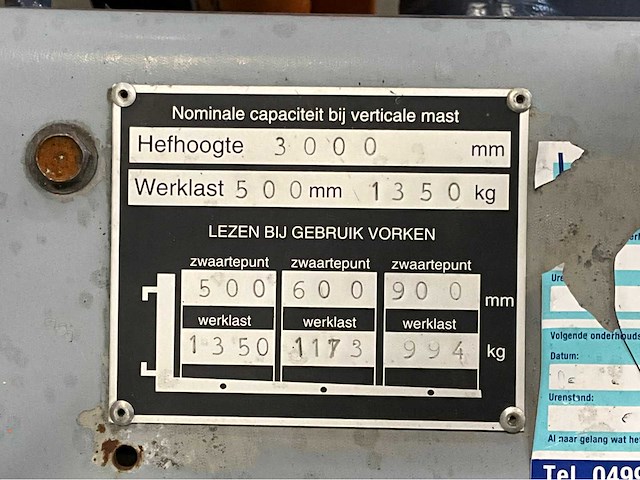 Nominale capaciteit bij verticale mast
Hefhoogte 3000 mm
Werklast 500 mm 1350 kg
LEZEN BIJ GEBRUIK VORKEN
zwaartepunt zwaartepunt zwaartepunt
500 600 900 mm
werklast werklast werklast
1350 1173 994 kg
Volgende onderhouds
Datum:
Urenstand:
Al naar gelang wat het
Tel. 0499